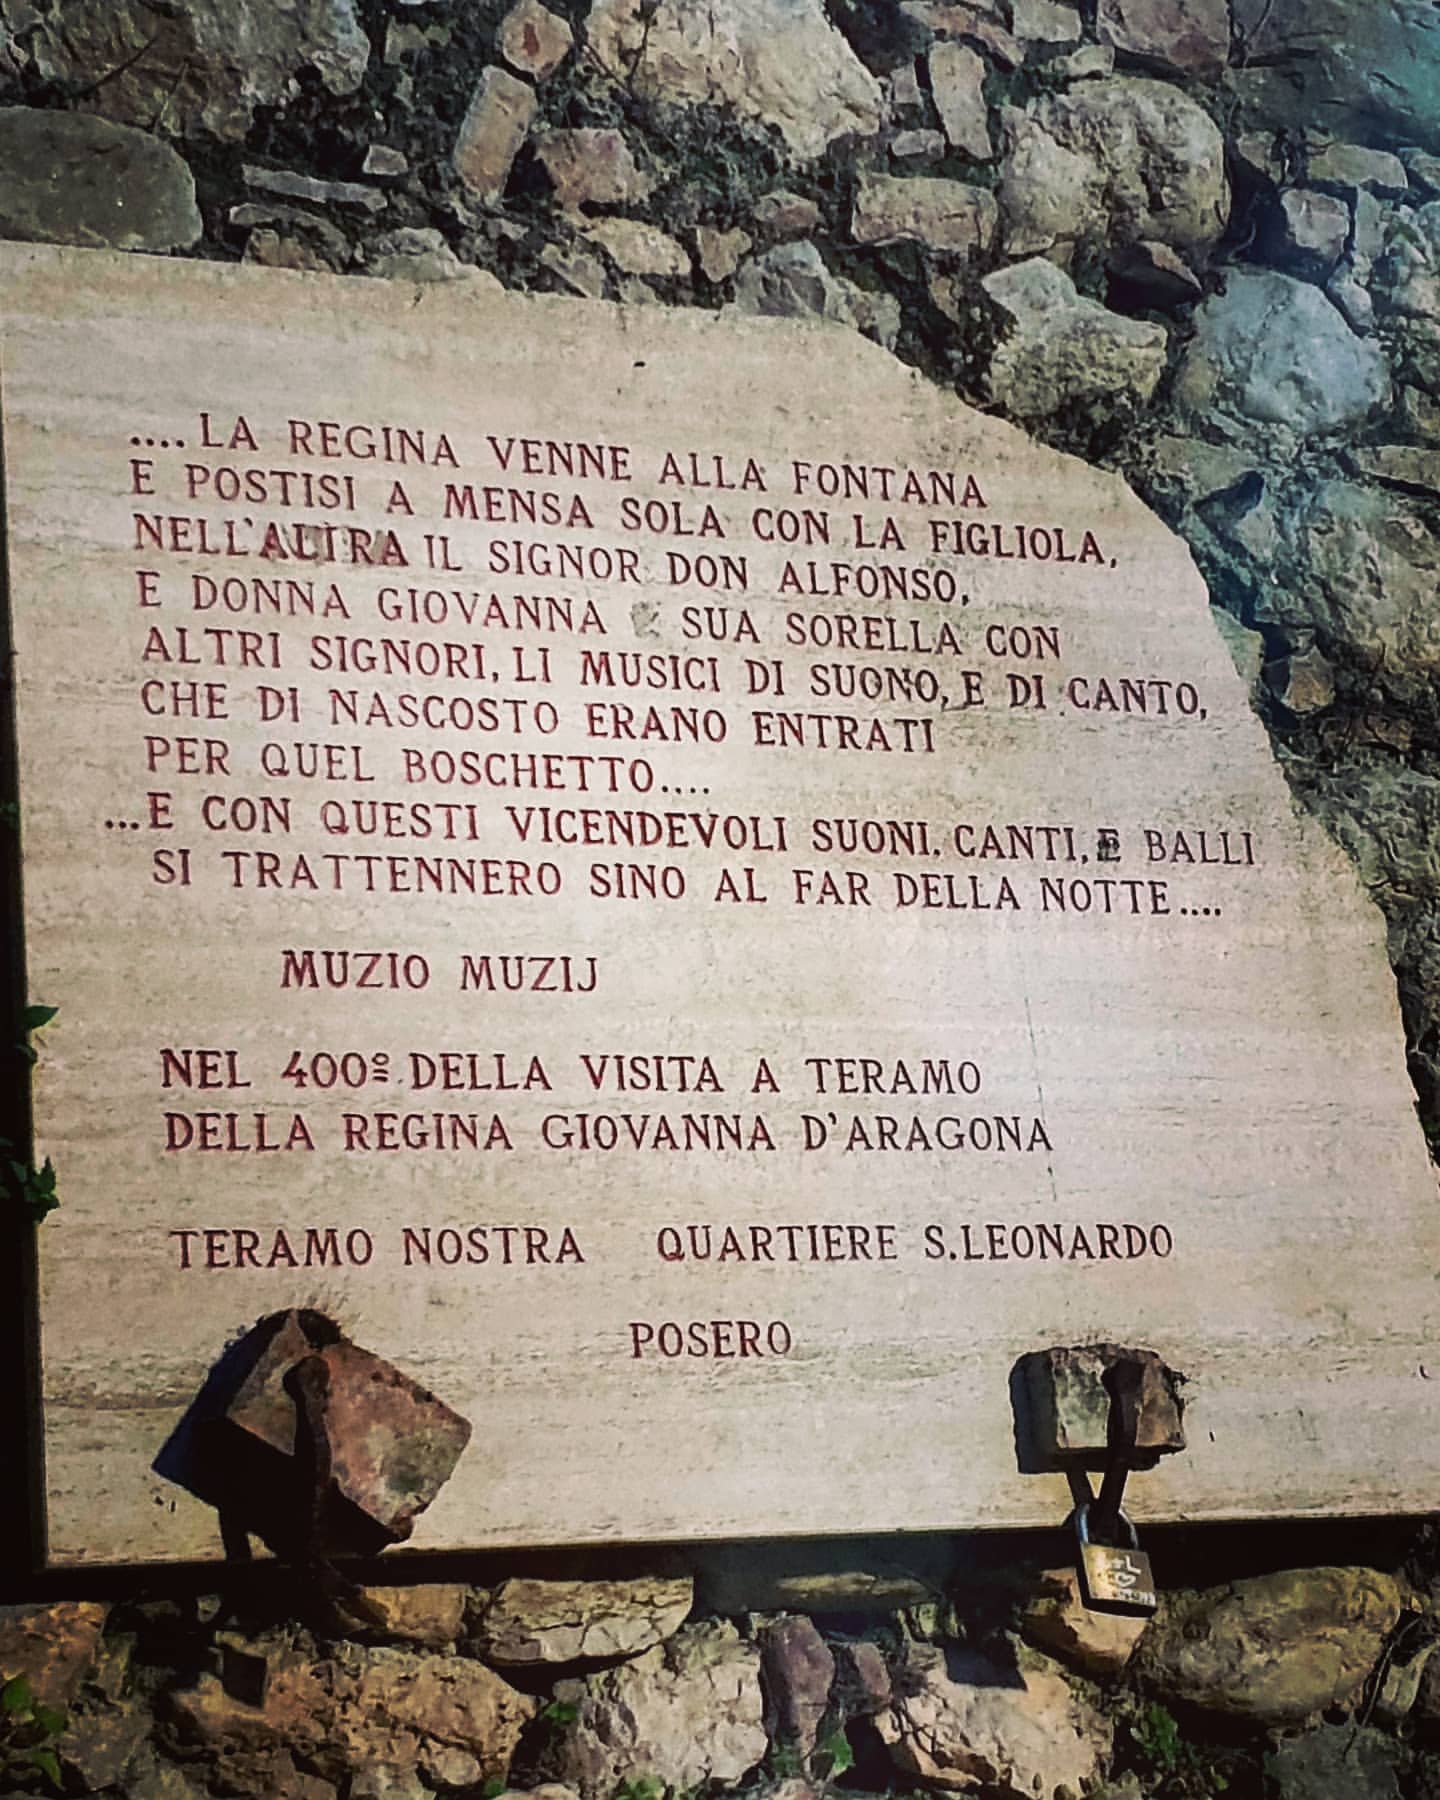 ....LA REGINA VENNE ALLA FONTANA
E POSTISI A MENSA SOLA CON LA FIGLIOLA,
NELL'ALTRA IL SIGNOR DON ALFONSO,
E DONNA GIOVANNA SUA SORELLA CON
ALTRI SIGNORI, LI MUSICI DI SUONO, E DI CANTO,
CHE DI NASCOSTO ERANO ENTRATI
PER QUEL BOSCHETTO....
...E CON QUESTI VICENDEVOLI SUONI. CANTI, E BALLI
SI TRATTENNERO SINO AL FAR DELLA NOTTE....
MUZIO MUZIJ
NEL 400º DELLA VISITA A TERAMO
DELLA REGINA GIOVANNA D'ARAGONA
TERAMO NOSTRA QUARTIERE S.LEONARDO
POSERO